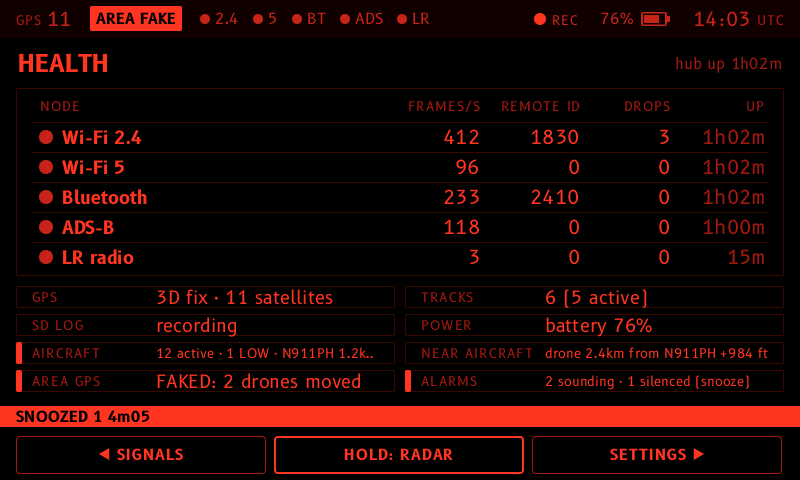 GPS 11 AREA FAKE 2.4 5 BT ADS LR REC 76% 14:03 UTC
HEALTH hub up 1h02m
NODE FRAMES/S REMOTE ID DROPS UP
Wi-Fi 2.4 412 1830 3 1h02m
Wi-Fi 5 96 0 0 1h02m
Bluetooth 233 2410 0 1h02m
ADS-B 118 0 0 1h00m
LR radio 3 0 0 15m
GPS 3D fix · 11 satellites TRACKS 6 (5 active)
SD LOG recording POWER battery 76%
AIRCRAFT 12 active · 1 LOW · N911PH 1.2k.. NEAR AIRCRAFT drone 2.4km from N911PH +984 ft
AREA GPS FAKED: 2 drones moved ALARMS 2 sounding · 1 silenced (snooze)
SNOOZED 1 4m05
◀ SIGNALS HOLD: RADAR SETTINGS ▶